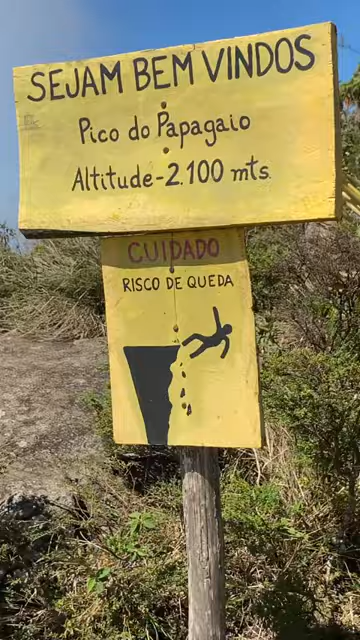 SEJAM BEM VINDOS
Pico do Papagaio
Altitude-2.100 mts.
CUIDADO
RISCO DE QUEDA